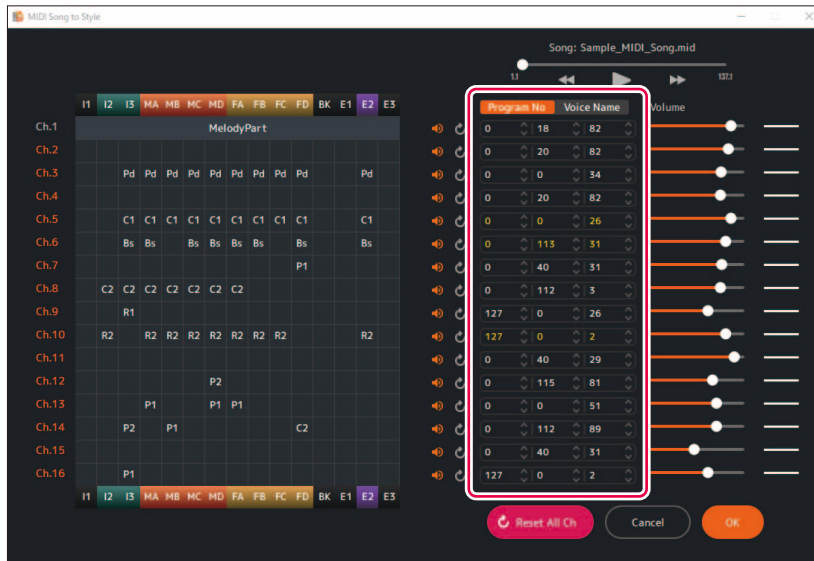 MIDI Song to Style
Song: Sample_MIDI_Song.mid
1.1 137.1
I1 I2 I3 MA MB MC MD FA FB FC FD BK E1 E2 E3 Program No Voice Name Volume
Ch.1 MelodyPart 0 18 82
Ch.2 0 20 82
Ch.3 Pd Pd Pd Pd Pd Pd Pd Pd Pd Pd 0 0 34
Ch.4 0 20 82
Ch.5 C1 C1 C1 C1 C1 C1 C1 C1 C1 C1 0 0 26
Ch.6 Bs Bs Bs Bs Bs Bs Bs Bs 0 113 31
Ch.7 P1 0 40 31
Ch.8 C2 C2 C2 C2 C2 C2 C2 0 112 3
Ch.9 R1 127 0 26
Ch.10 R2 R2 R2 R2 R2 R2 R2 R2 R2 127 0 2
Ch.11 0 40 29
Ch.12 P2 0 115 81
Ch.13 P1 P1 P1 0 0 51
Ch.14 P2 P1 C2 0 112 89
Ch.15 0 40 31
Ch.16 P1 127 0 2
I1 I2 I3 MA MB MC MD FA FB FC FD BK E1 E2 E3
Reset All Ch Cancel OK